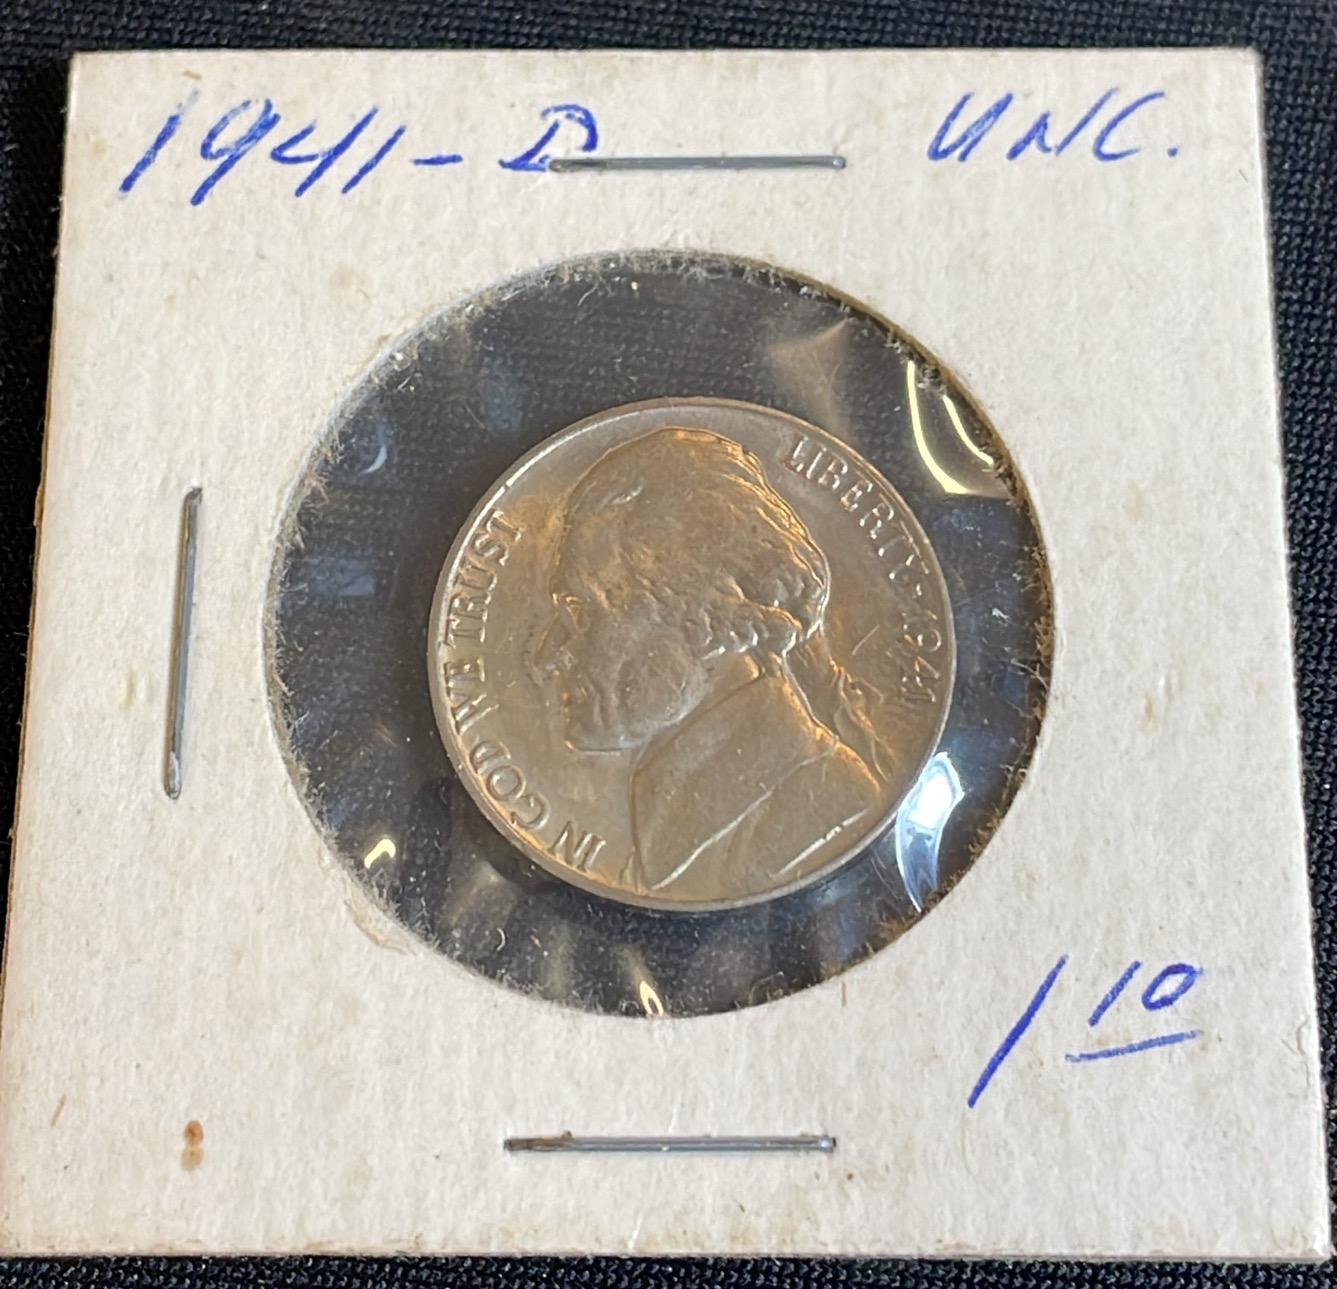 1941-D UNC.
IN GOD WE TRUST
LIBERTY·1941
1 10